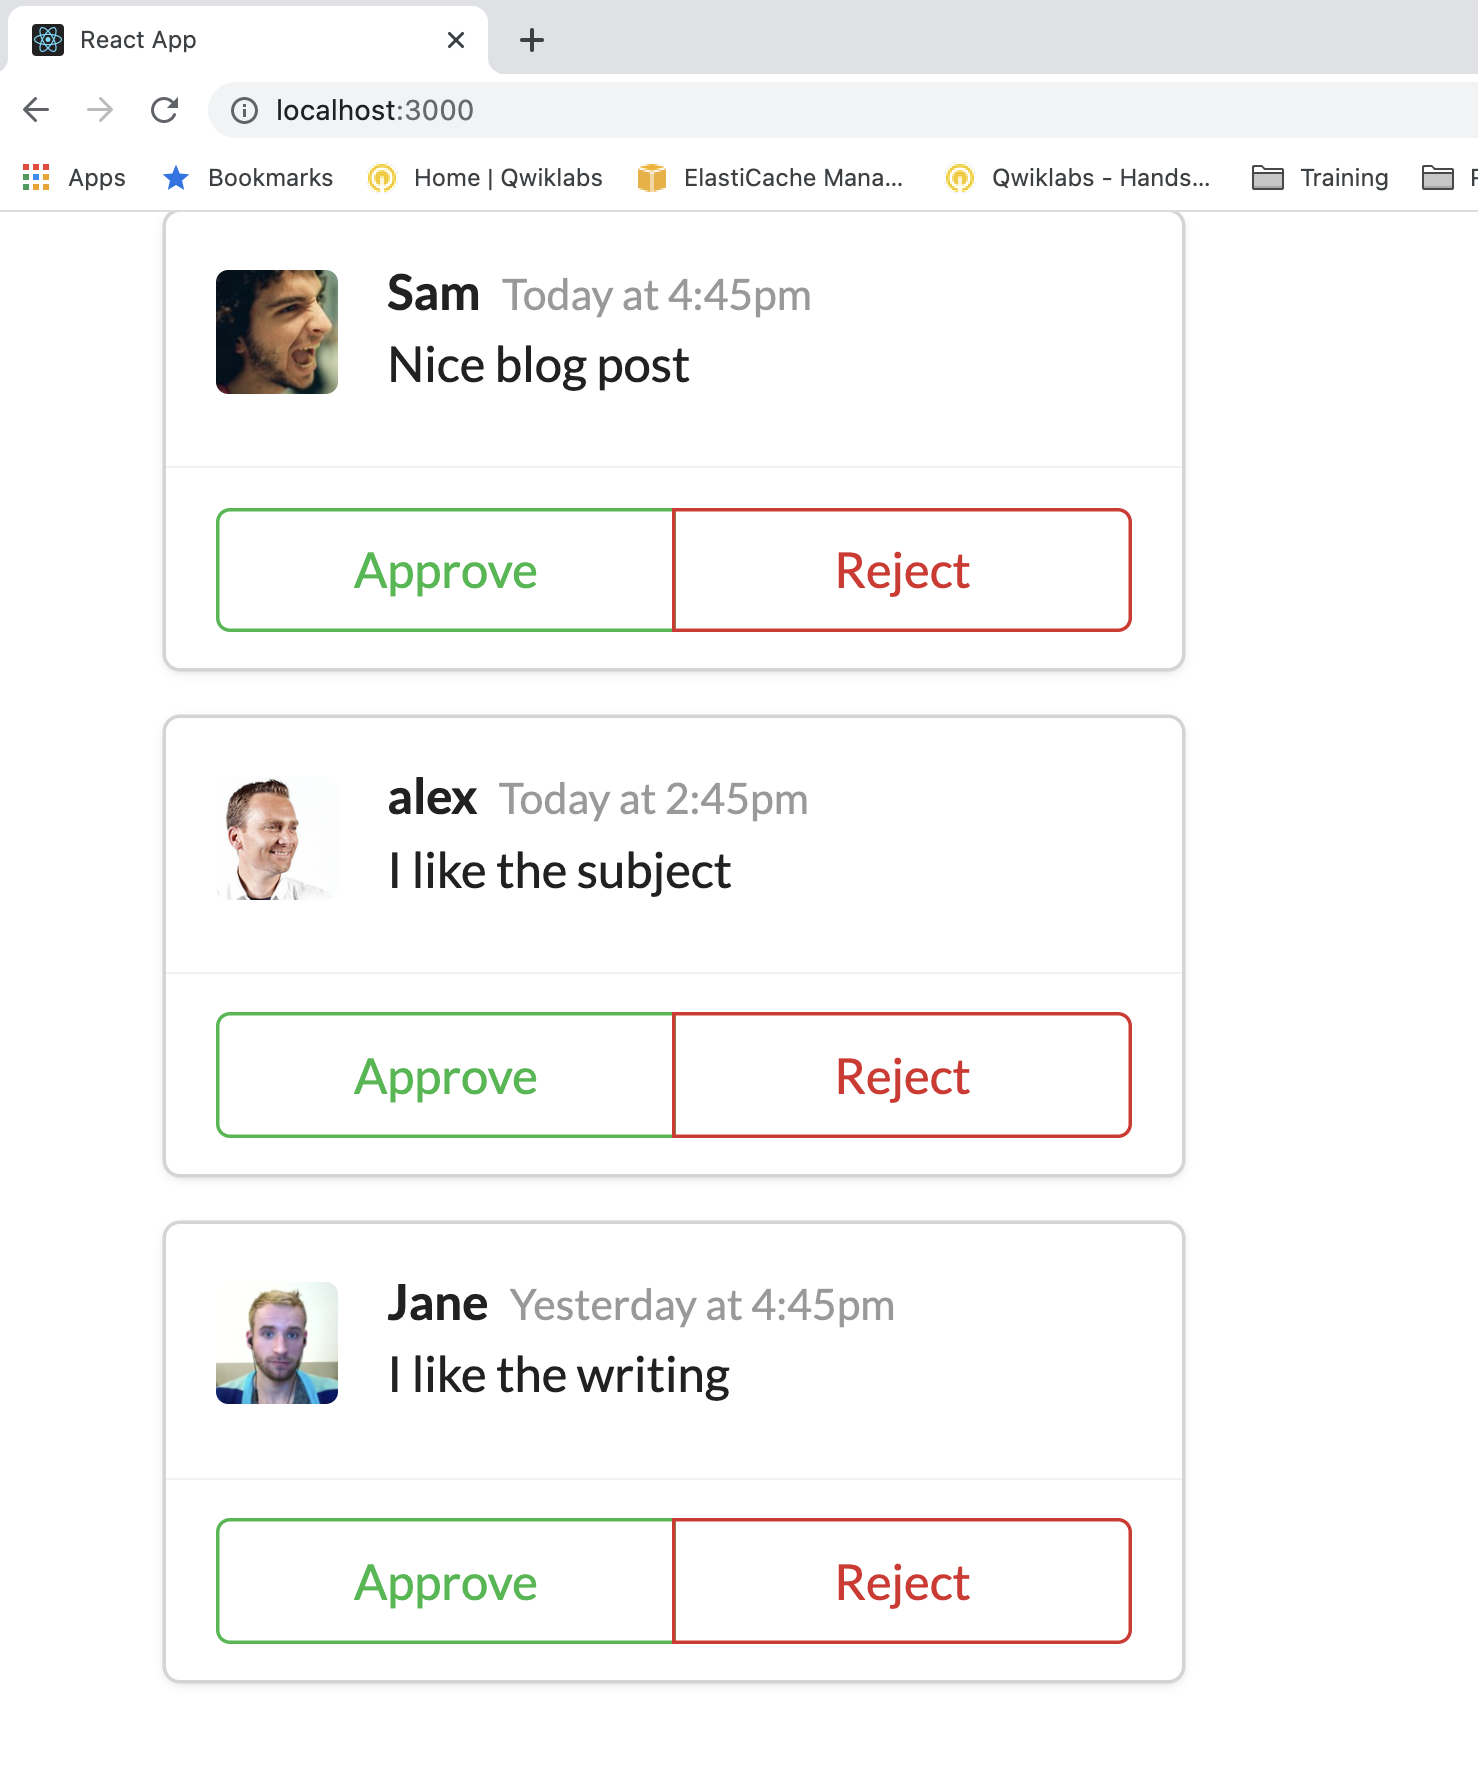 React App
localhost:3000
Apps Bookmarks Home | Qwiklabs ElastiCache Mana... Qwiklabs - Hands... Training
Sam Today at 4:45pm
Nice blog post
Approve Reject
alex Today at 2:45pm
I like the subject
Approve Reject
Jane Yesterday at 4:45pm
I like the writing
Approve Reject